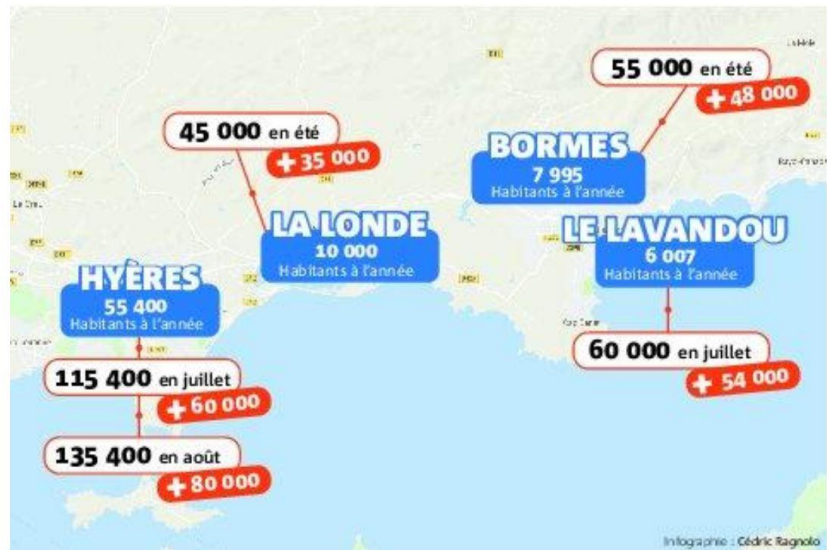 55 000 en été
+ 48 000
45 000 en été
+ 35 000
BORMES
7 995
Habitants à l'année
LA LONDE
10 000
Habitants à l'année
LE LAVANDOU
6 007
Habitants à l'année
HYÈRES
55 400
Habitants à l'année
60 000 en juillet
+ 54 000
115 400 en juillet
+ 60 000
135 400 en août
+ 80 000
Infographie : Cédric Ragnolo